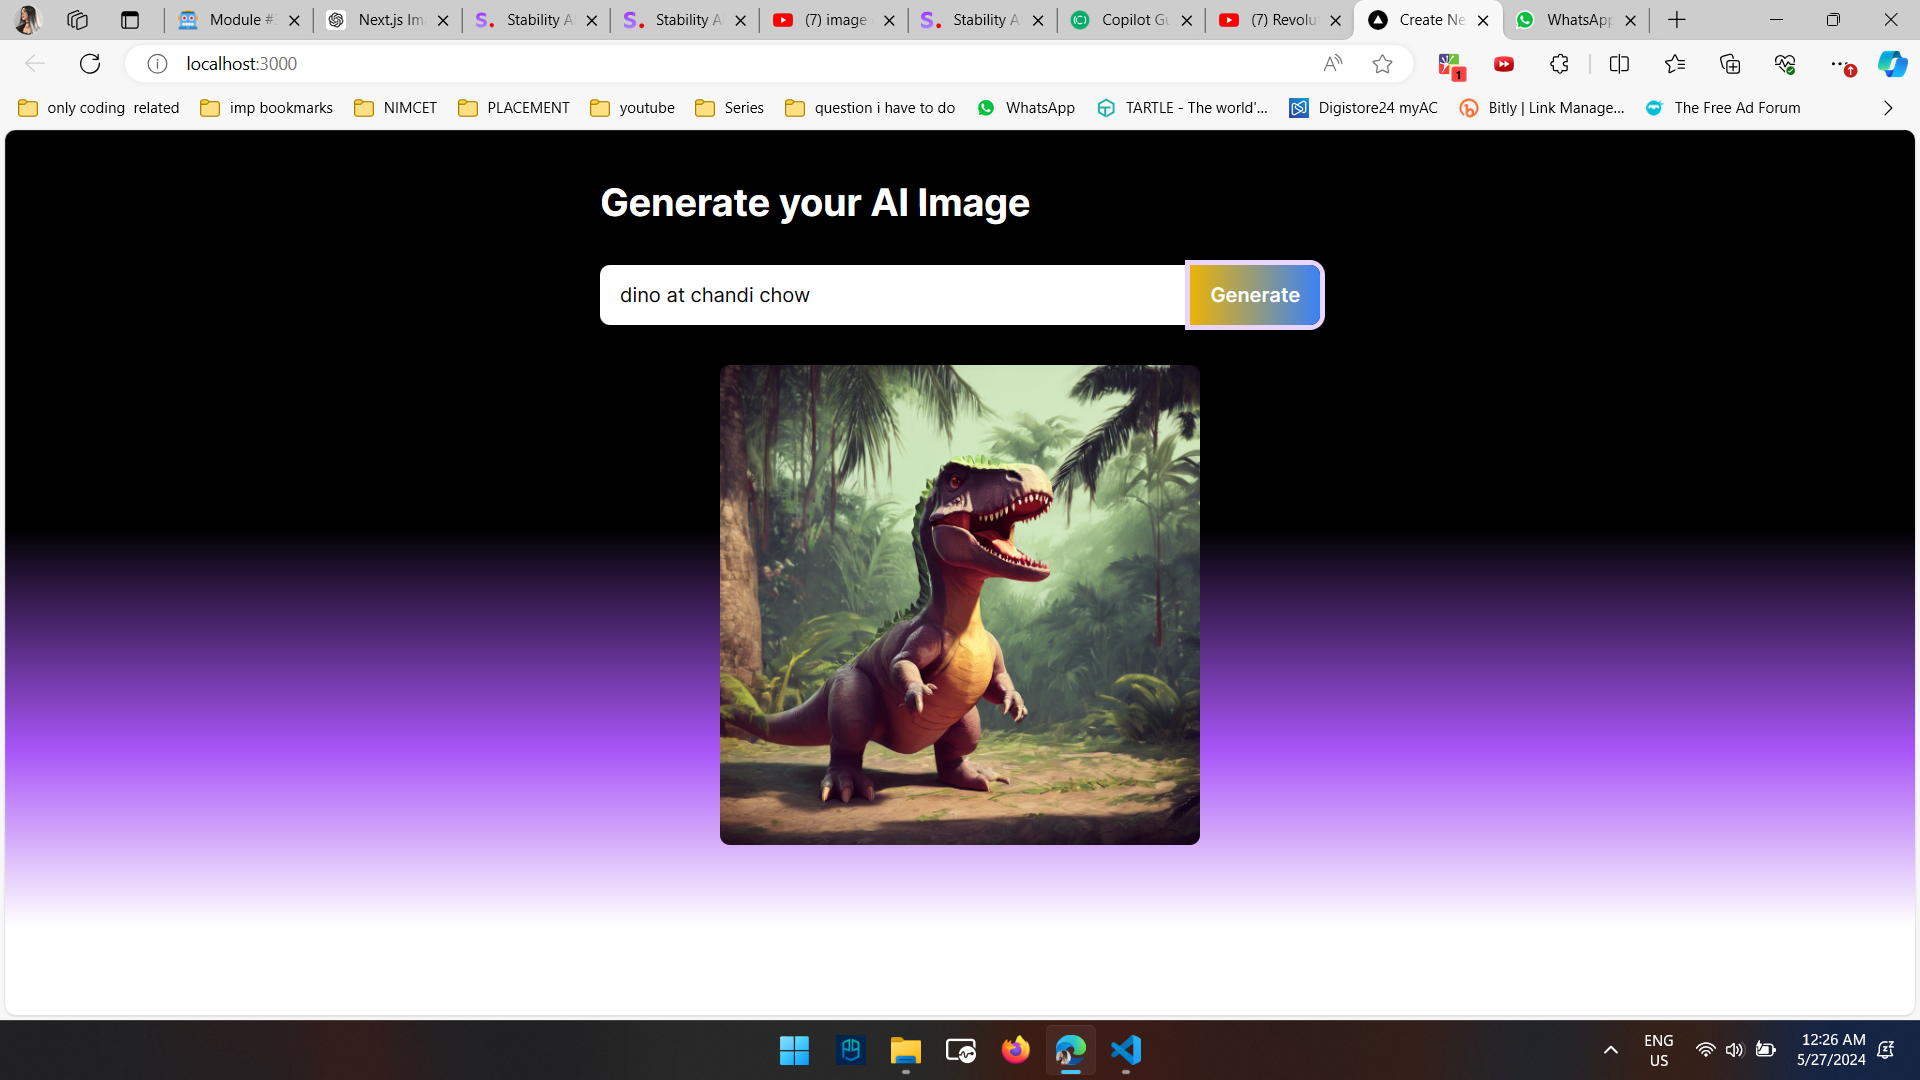 Module #
Next.js Im
Stability A
Stability A
(7) image
Stability A
Copilot Gu
(7) Revolu
Create Ne
WhatsApp
localhost:3000
1
only coding related
imp bookmarks
NIMCET
PLACEMENT
youtube
Series
question i have to do
WhatsApp
TARTLE - The world'...
Digistore24 myAC
Bitly | Link Manage...
The Free Ad Forum
Generate your AI Image
dino at chandi chow
Generate
ENG
US
12:26 AM
5/27/2024